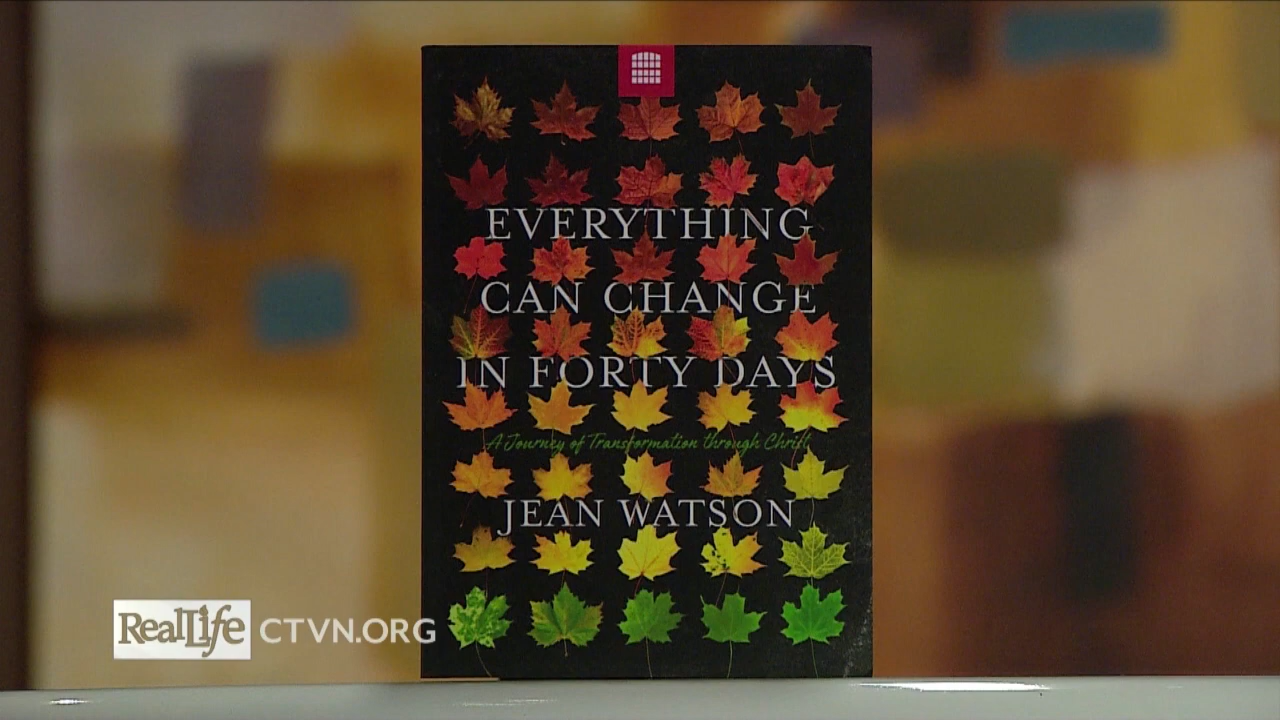 EVERYTHING
CAN CHANGE
IN FORTY DAYS
A Journey of Transformation through Christ
JEAN WATSON
RealLife CTVN.ORG